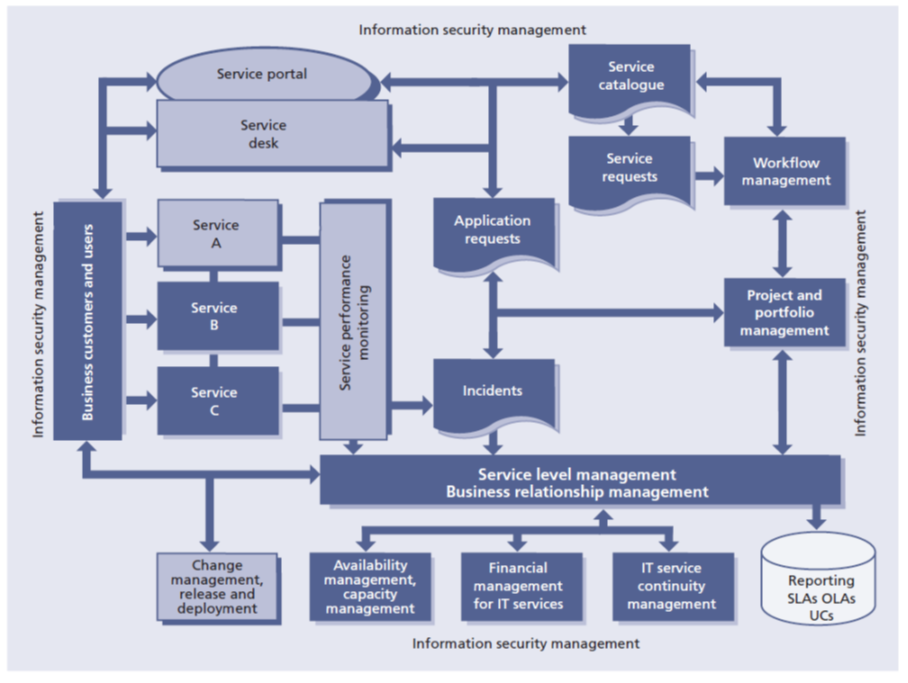 Information security management
Service portal
Service
catalogue
Service
desk
Service
requests
Workflow
management
Information security management
Business customers and users
Service
A
Service
B
Service
C
Service performance
monitoring
Application
requests
Incidents
Project and
portfolio
management
Information security management
Service level management
Business relationship management
Change
management,
release and
deployment
Availability
management,
capacity
management
Financial
management
for IT services
IT service
continuity
management
Reporting
SLAs OLAs
UCs
Information security management